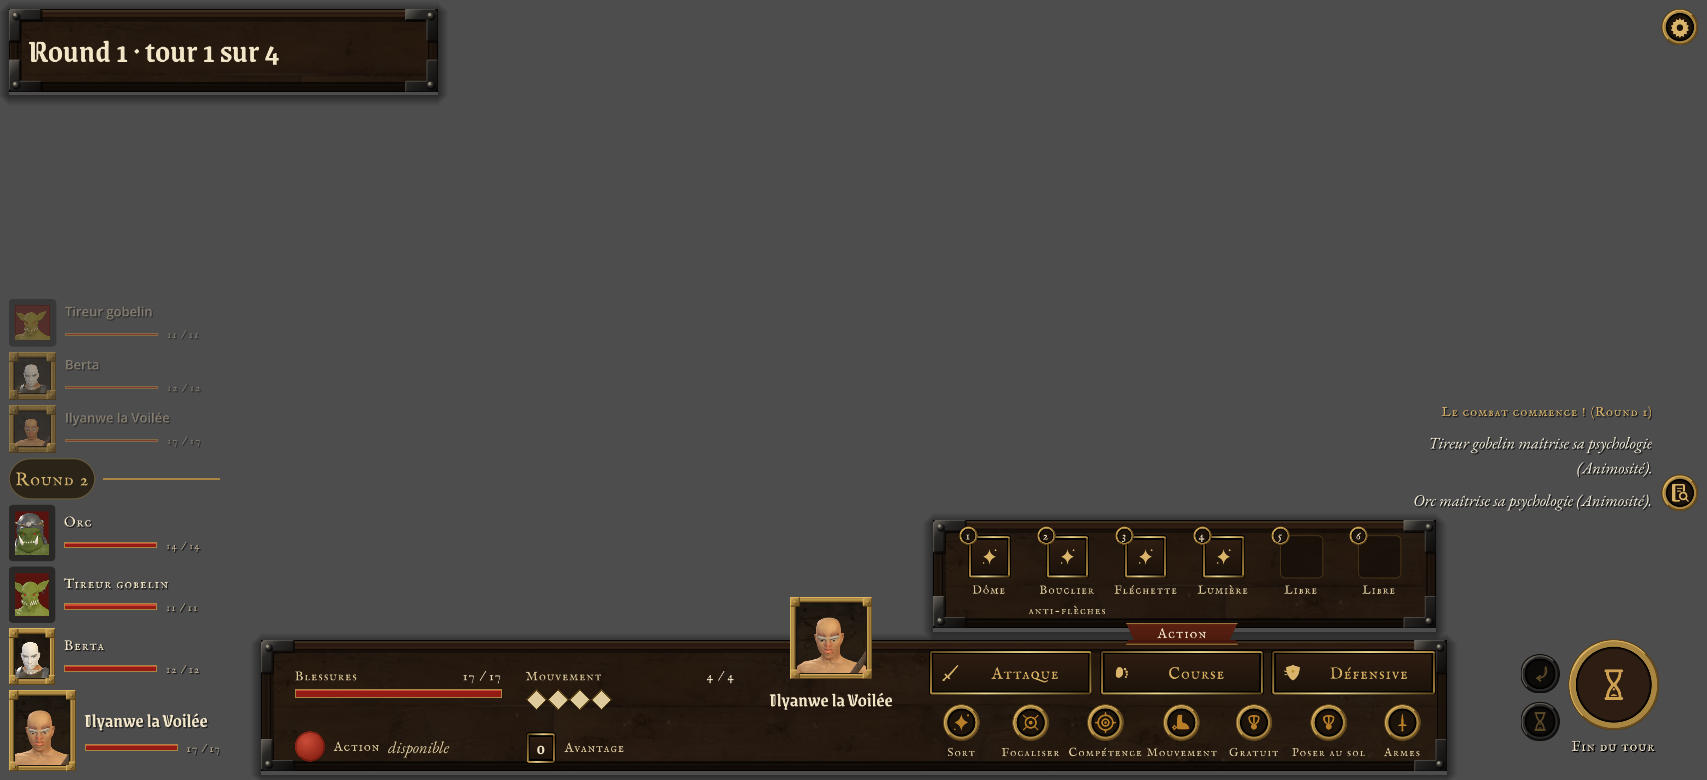 Round 1 · tour 1 sur 4
Tireur gobelin
11 / 11
Berta
12 / 12
Ilyanwe la Voilée
17 / 17
Round 2
Orc
14 / 14
Tireur gobelin
11 / 11
Berta
12 / 12
Ilyanwe la Voilée
17 / 17
Le combat commence ! (Round 1)
Tireur gobelin maîtrise sa psychologie
(Animosité).
Orc maîtrise sa psychologie (Animosité).
1 2 3 4 5 6
Dôme Bouclier Fléchette Lumière Libre Libre
anti-flèches
Action
Blessures 17 / 17 Mouvement 4 / 4
Ilyanwe la Voilée
Action disponible 0 Avantage
Attaque Course Défensive
Sort Focaliser Compétence Mouvement Gratuit Poser au sol Armes
Fin du tour